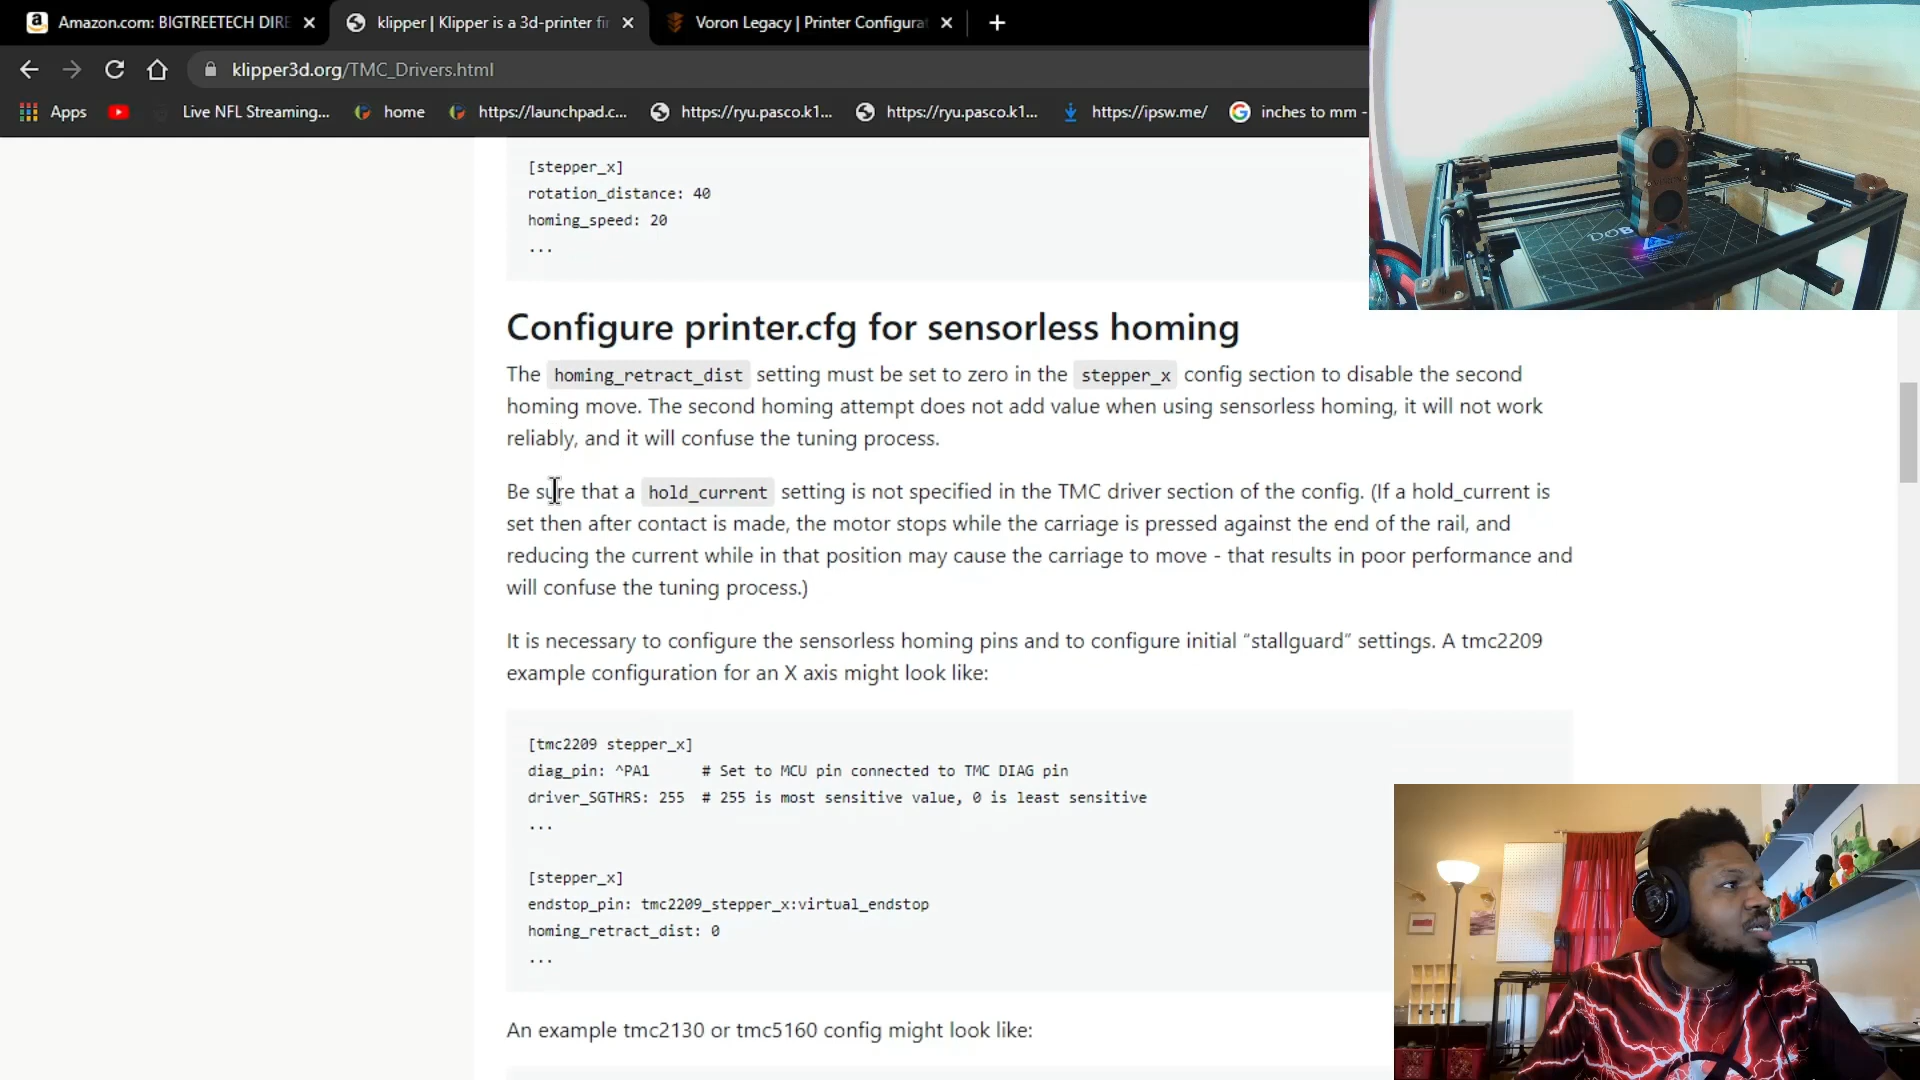 Amazon.com: BIGTREETECH DIRE
klipper | Klipper is a 3d-printer fi
Voron Legacy | Printer Configurat
klipper3d.org/TMC_Drivers.html
Apps
Live NFL Streaming...
home
https://launchpad.c...
https://ryu.pasco.k1...
https://ryu.pasco.k1...
https://ipsw.me/
inches to mm -
[stepper_x]
rotation_distance: 40
homing_speed: 20
...
Configure printer.cfg for sensorless homing
The homing_retract_dist setting must be set to zero in the stepper_x config section to disable the second
homing move. The second homing attempt does not add value when using sensorless homing, it will not work
reliably, and it will confuse the tuning process.
Be sure that a hold_current setting is not specified in the TMC driver section of the config. (If a hold_current is
set then after contact is made, the motor stops while the carriage is pressed against the end of the rail, and
reducing the current while in that position may cause the carriage to move - that results in poor performance and
will confuse the tuning process.)
It is necessary to configure the sensorless homing pins and to configure initial “stallguard” settings. A tmc2209
example configuration for an X axis might look like:
[tmc2209 stepper_x]
diag_pin: ^PA1 # Set to MCU pin connected to TMC DIAG pin
driver_SGTHRS: 255 # 255 is most sensitive value, 0 is least sensitive
...
[stepper_x]
endstop_pin: tmc2209_stepper_x:virtual_endstop
homing_retract_dist: 0
...
An example tmc2130 or tmc5160 config might look like: